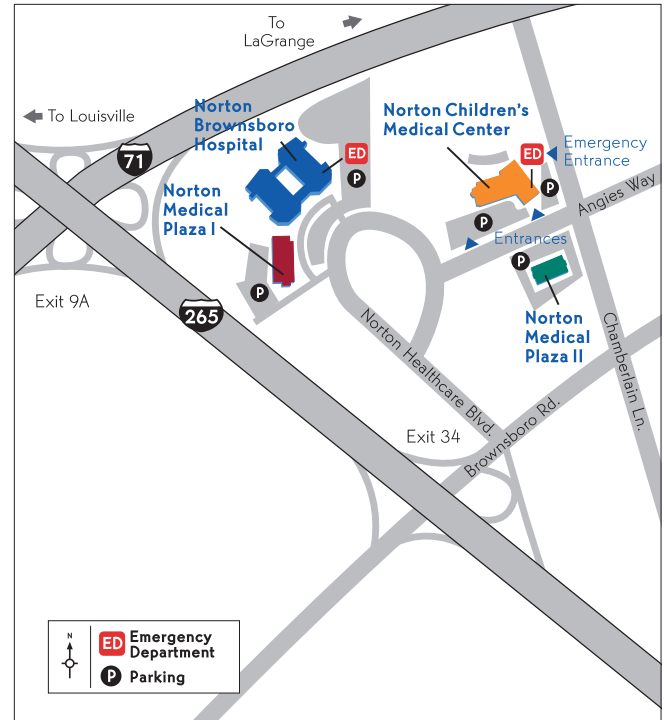 To
LaGrange
To Louisville
Norton
Brownsboro
Hospital
ED
P
71
Norton Children's
Medical Center
ED
Emergency
Entrance
P
Norton
Medical
Plaza I
P
Angies Way
Entrances
P
P
Exit 9A
265
Norton
Medical
Plaza II
Norton Healthcare Blvd.
Chamberlain Ln.
Exit 34
Brownsboro Rd.
N
ED Emergency
Department
P Parking